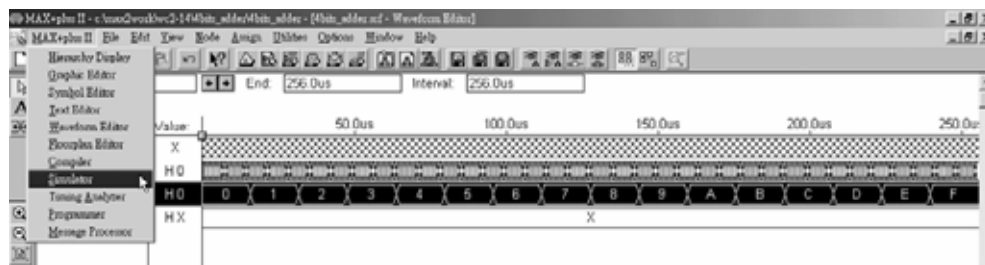 MAX+plus II - c:\max2work\vc2-14\4bits_adder\4bits_adder - [4bits_adder.scf - Waveform Editor]
MAX+plus II File Edit View Node Assign Utilities Options Window Help
Hierarchy Display
Graphic Editor
Symbol Editor
Text Editor
Waveform Editor
Floorplan Editor
Compiler
Simulator
Timing Analyzer
Programmer
Message Processor
End: 256.0us Interval: 256.0us
Value: 50.0us 100.0us 150.0us 200.0us 250.0us
X
H0
H0 0 1 2 3 4 5 6 7 8 9 A B C D E F
HX X